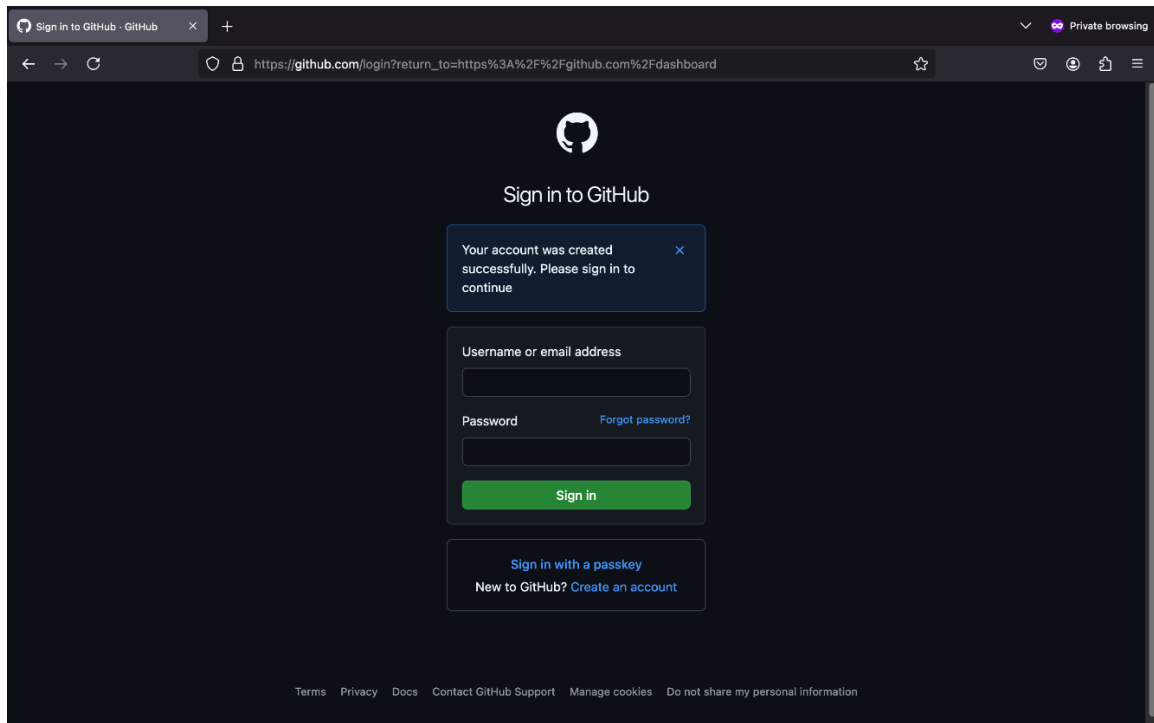 Sign in to GitHub · GitHub
Private browsing
https://github.com/login?return_to=https%3A%2F%2Fgithub.com%2Fdashboard
Sign in to GitHub
Your account was created
successfully. Please sign in to
continue
Username or email address
Password Forgot password?
Sign in
Sign in with a passkey
New to GitHub? Create an account
Terms Privacy Docs Contact GitHub Support Manage cookies Do not share my personal information